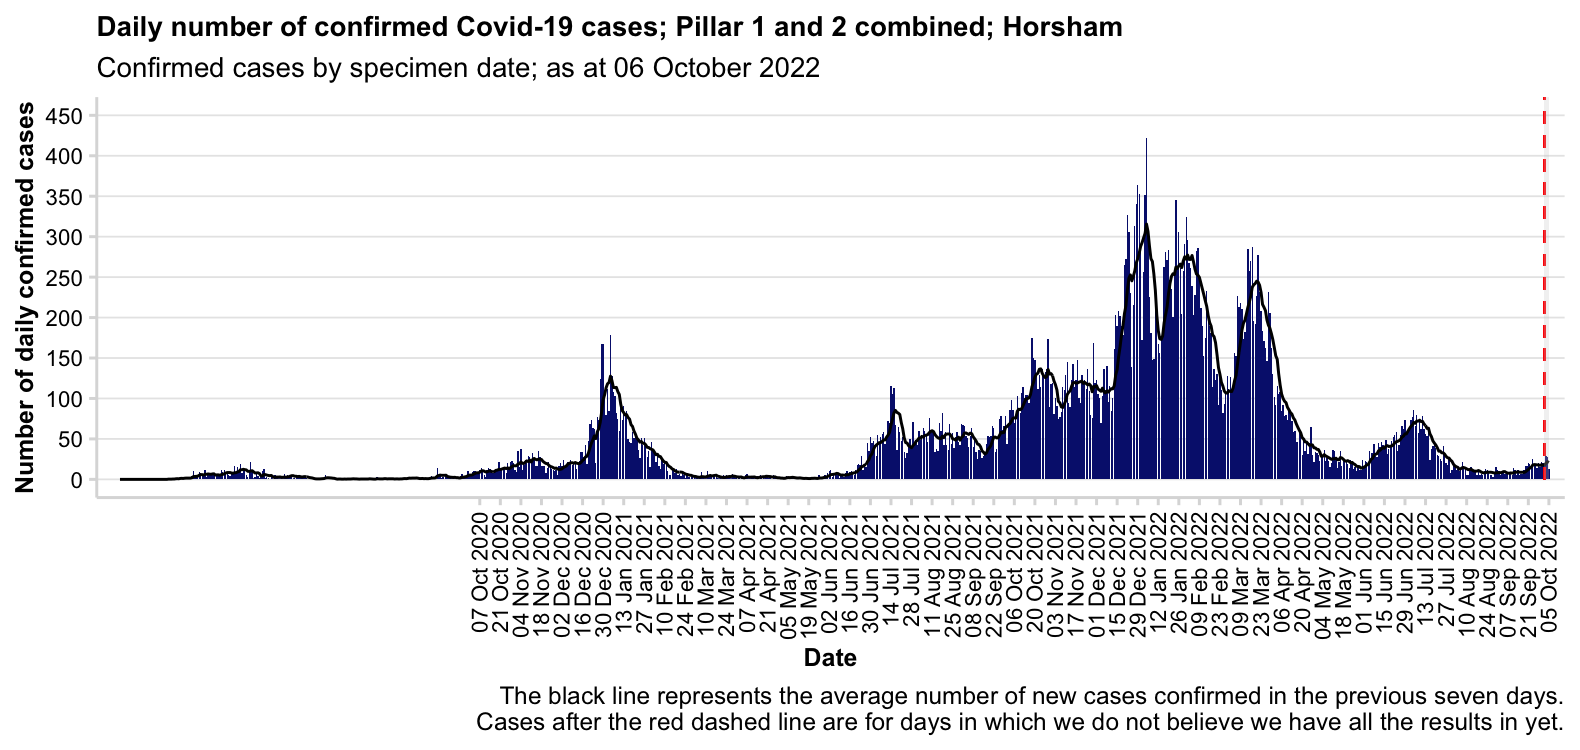 Daily number of confirmed Covid-19 cases; Pillar 1 and 2 combined; Horsham
Confirmed cases by specimen date; as at 06 October 2022
Number of daily confirmed cases
450
400
350
300
250
200
150
100
50
0
07 Oct 2020
21 Oct 2020
04 Nov 2020
18 Nov 2020
02 Dec 2020
16 Dec 2020
30 Dec 2020
13 Jan 2021
27 Jan 2021
10 Feb 2021
24 Feb 2021
10 Mar 2021
24 Mar 2021
07 Apr 2021
21 Apr 2021
05 May 2021
19 May 2021
02 Jun 2021
16 Jun 2021
30 Jun 2021
14 Jul 2021
28 Jul 2021
11 Aug 2021
25 Aug 2021
08 Sep 2021
22 Sep 2021
06 Oct 2021
20 Oct 2021
03 Nov 2021
17 Nov 2021
01 Dec 2021
15 Dec 2021
29 Dec 2021
12 Jan 2022
26 Jan 2022
09 Feb 2022
23 Feb 2022
09 Mar 2022
23 Mar 2022
06 Apr 2022
20 Apr 2022
04 May 2022
18 May 2022
01 Jun 2022
15 Jun 2022
29 Jun 2022
13 Jul 2022
27 Jul 2022
10 Aug 2022
24 Aug 2022
07 Sep 2022
21 Sep 2022
05 Oct 2022
Date
The black line represents the average number of new cases confirmed in the previous seven days.
Cases after the red dashed line are for days in which we do not believe we have all the results in yet.